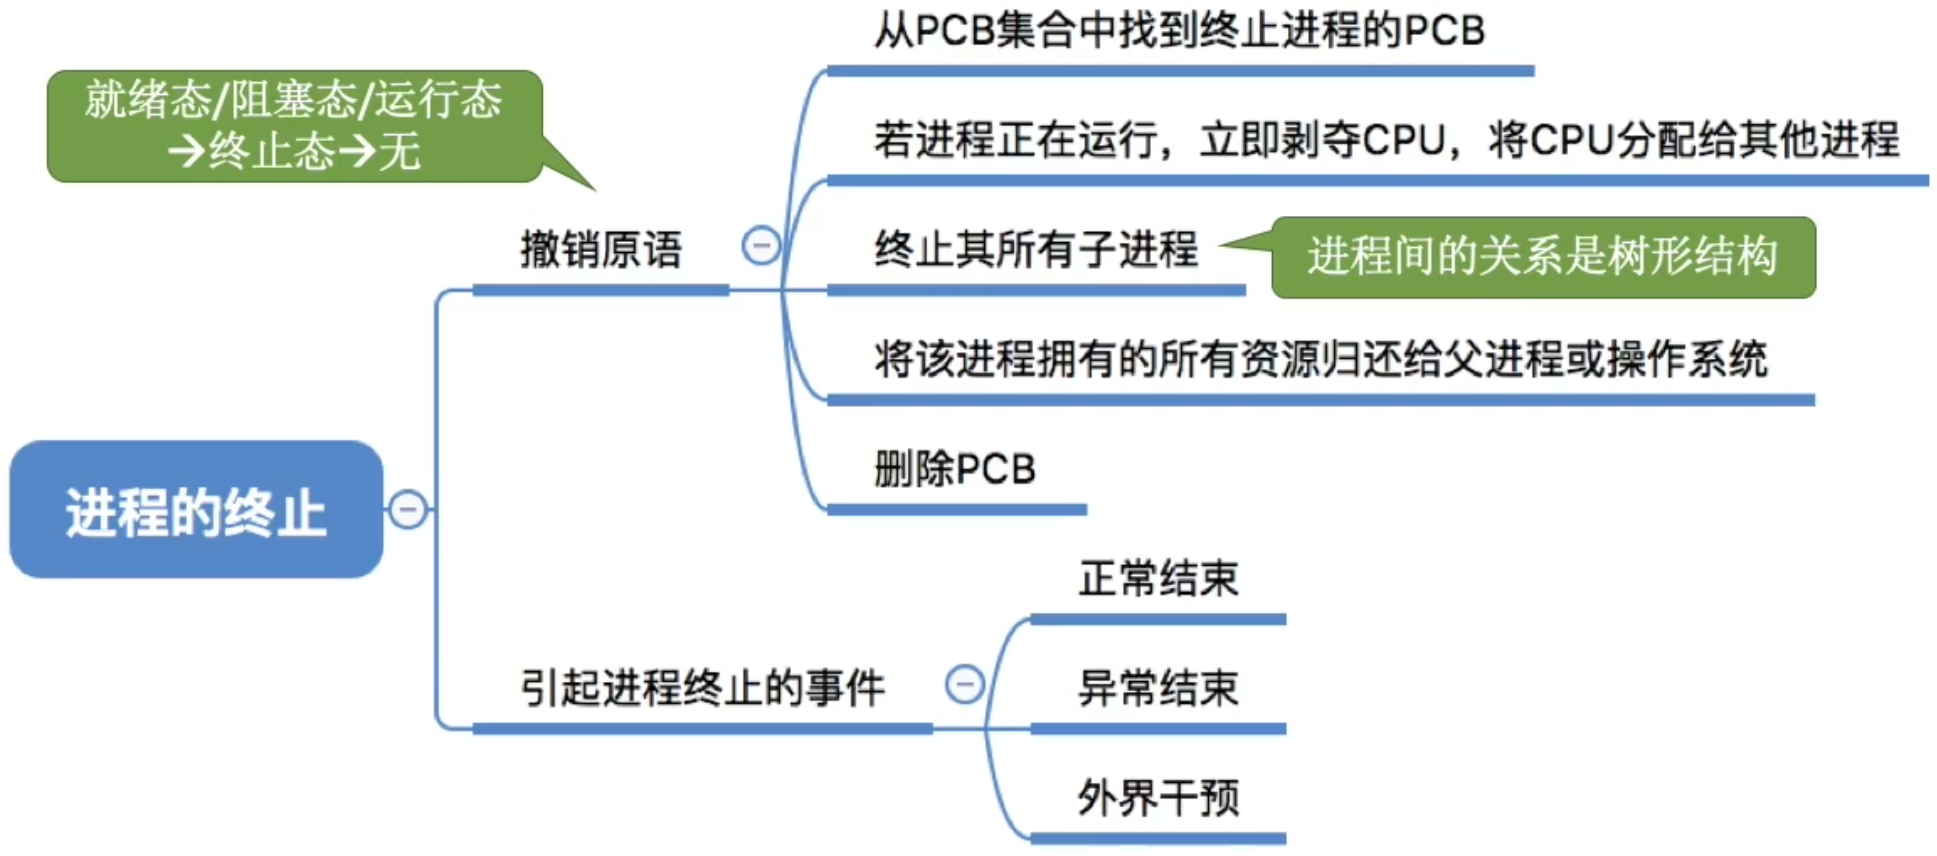 从PCB集合中找到终止进程的PCB
就绪态/阻塞态/运行态
→终止态→无
若进程正在运行，立即剥夺CPU，将CPU分配给其他进程
撤销原语
终止其所有子进程
进程间的关系是树形结构
将该进程拥有的所有资源归还给父进程或操作系统
删除PCB
进程的终止
正常结束
引起进程终止的事件
异常结束
外界干预